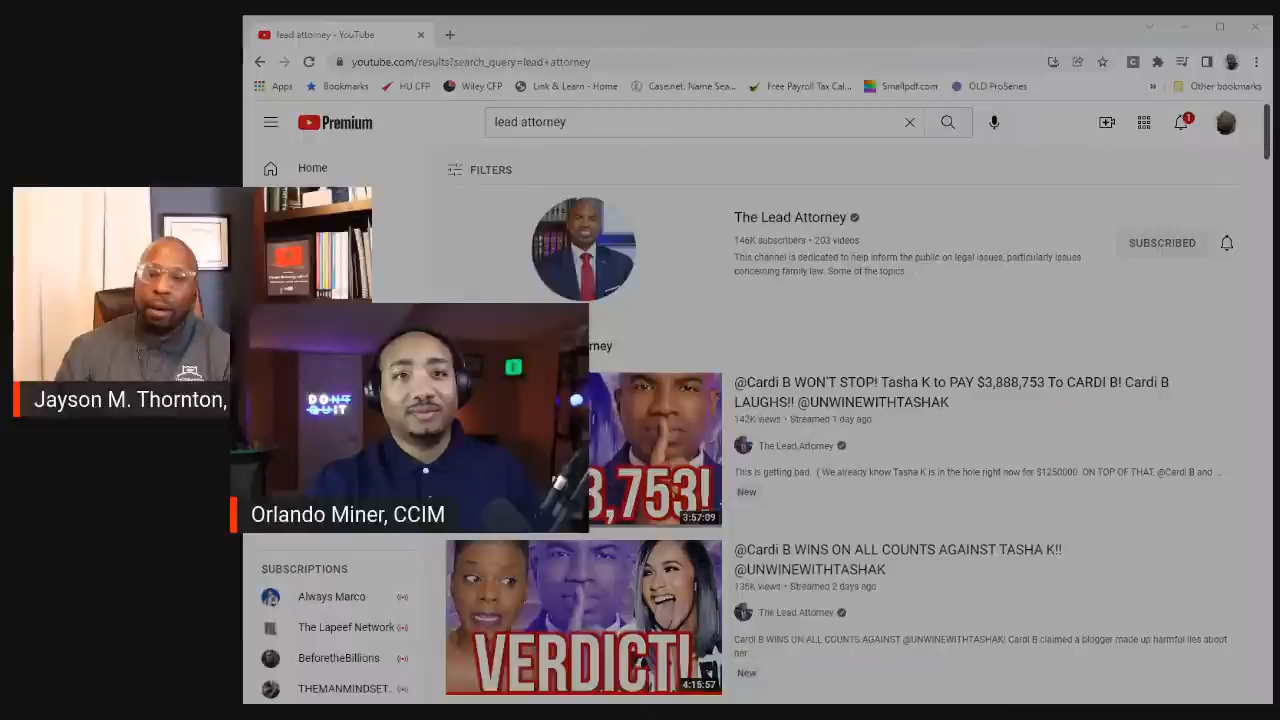 lead attorney - YouTube
youtube.com/results?search_query=lead+attorney
Apps Bookmarks HU CFP Wiley CFP Link & Learn - Home Case.net: Name Sea... Free Payroll Tax Cal... Smallpdf.com OLD ProSeries » Other bookmarks
Premium
lead attorney
1
Home
FILTERS
The Lead Attorney
146K subscribers • 203 videos
This channel is dedicated to help inform the public on legal issues, particularly issues
concerning family law. Some of the topics ...
SUBSCRIBED
Jayson M. Thornton,
DON'T
QUIT
Orlando Miner, CCIM
rney
3,753!
3:57:09
@Cardi B WON'T STOP! Tasha K to PAY $3,888,753 To CARDI B! Cardi B
LAUGHS!! @UNWINEWITHTASHAK
142K views • Streamed 1 day ago
The Lead Attorney
This is getting bad. ( We already know Tasha K is in the hole right now for $1250000 ON TOP OF THAT, @Cardi B and ...
New
VERDICT!
4:15:57
@Cardi B WINS ON ALL COUNTS AGAINST TASHA K!!
@UNWINEWITHTASHAK
136K views • Streamed 2 days ago
The Lead Attorney
Cardi B WINS ON ALL COUNTS AGAINST @UNWINEWITHTASHAK! Cardi B claimed a blogger made up harmful lies about
her
New
SUBSCRIPTIONS
Always Marco
The Lapeef Network
BeforetheBillions
THEMANMINDSET...